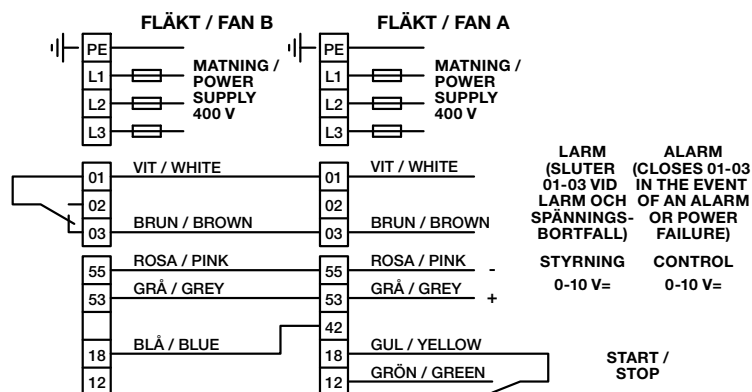 FLÄKT / FAN B
FLÄKT / FAN A
PE
L1
L2
L3
MATNING /
POWER
SUPPLY
400 V
PE
L1
L2
L3
MATNING /
POWER
SUPPLY
400 V
01
VIT / WHITE
02
03
BRUN / BROWN
01
VIT / WHITE
02
03
BRUN / BROWN
LARM
(SLUTER
01-03 VID
LARM OCH
SPÄNNINGS-
BORTFALL)
ALARM
(CLOSES 01-03
IN THE EVENT
OF AN ALARM
OR POWER
FAILURE)
55
ROSA / PINK
53
GRÅ / GREY
18
BLÅ / BLUE
12
55
ROSA / PINK
-
53
GRÅ / GREY
+
42
18
GUL / YELLOW
12
GRÖN / GREEN
STYRNING
0-10 V=
CONTROL
0-10 V=
START /
STOP